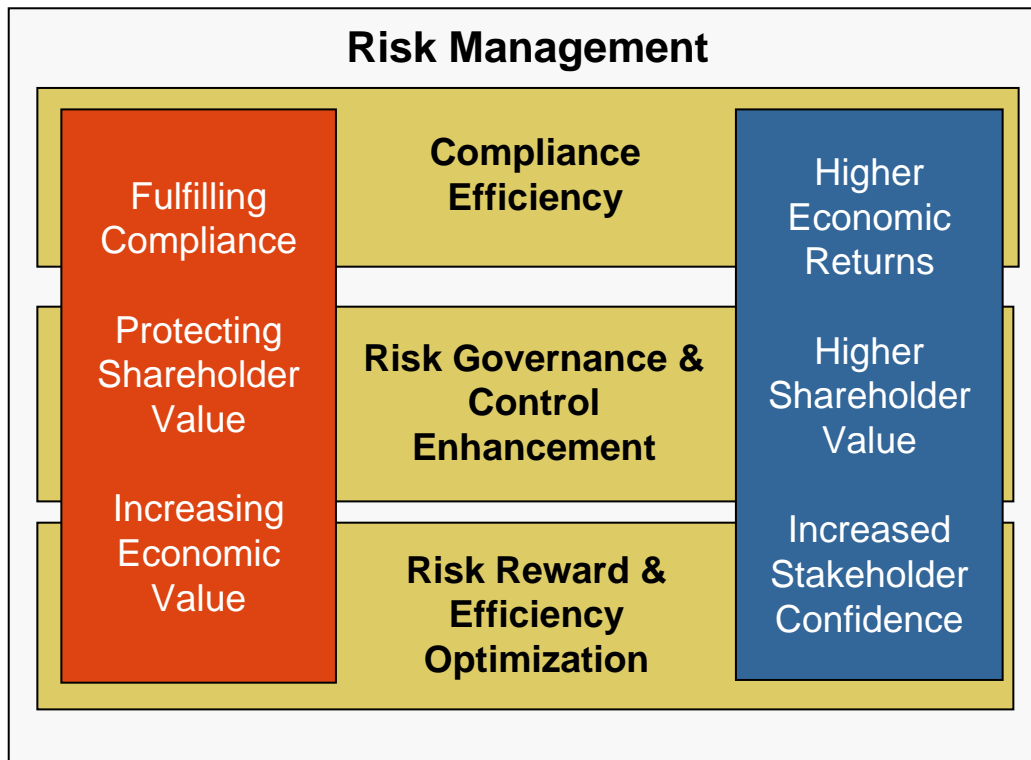 Risk Management
Fulfilling
Compliance
Protecting
Shareholder
Value
Increasing
Economic
Value
Compliance
Efficiency
Risk Governance &
Control
Enhancement
Risk Reward &
Efficiency
Optimization
Higher
Economic
Returns
Higher
Shareholder
Value
Increased
Stakeholder
Confidence